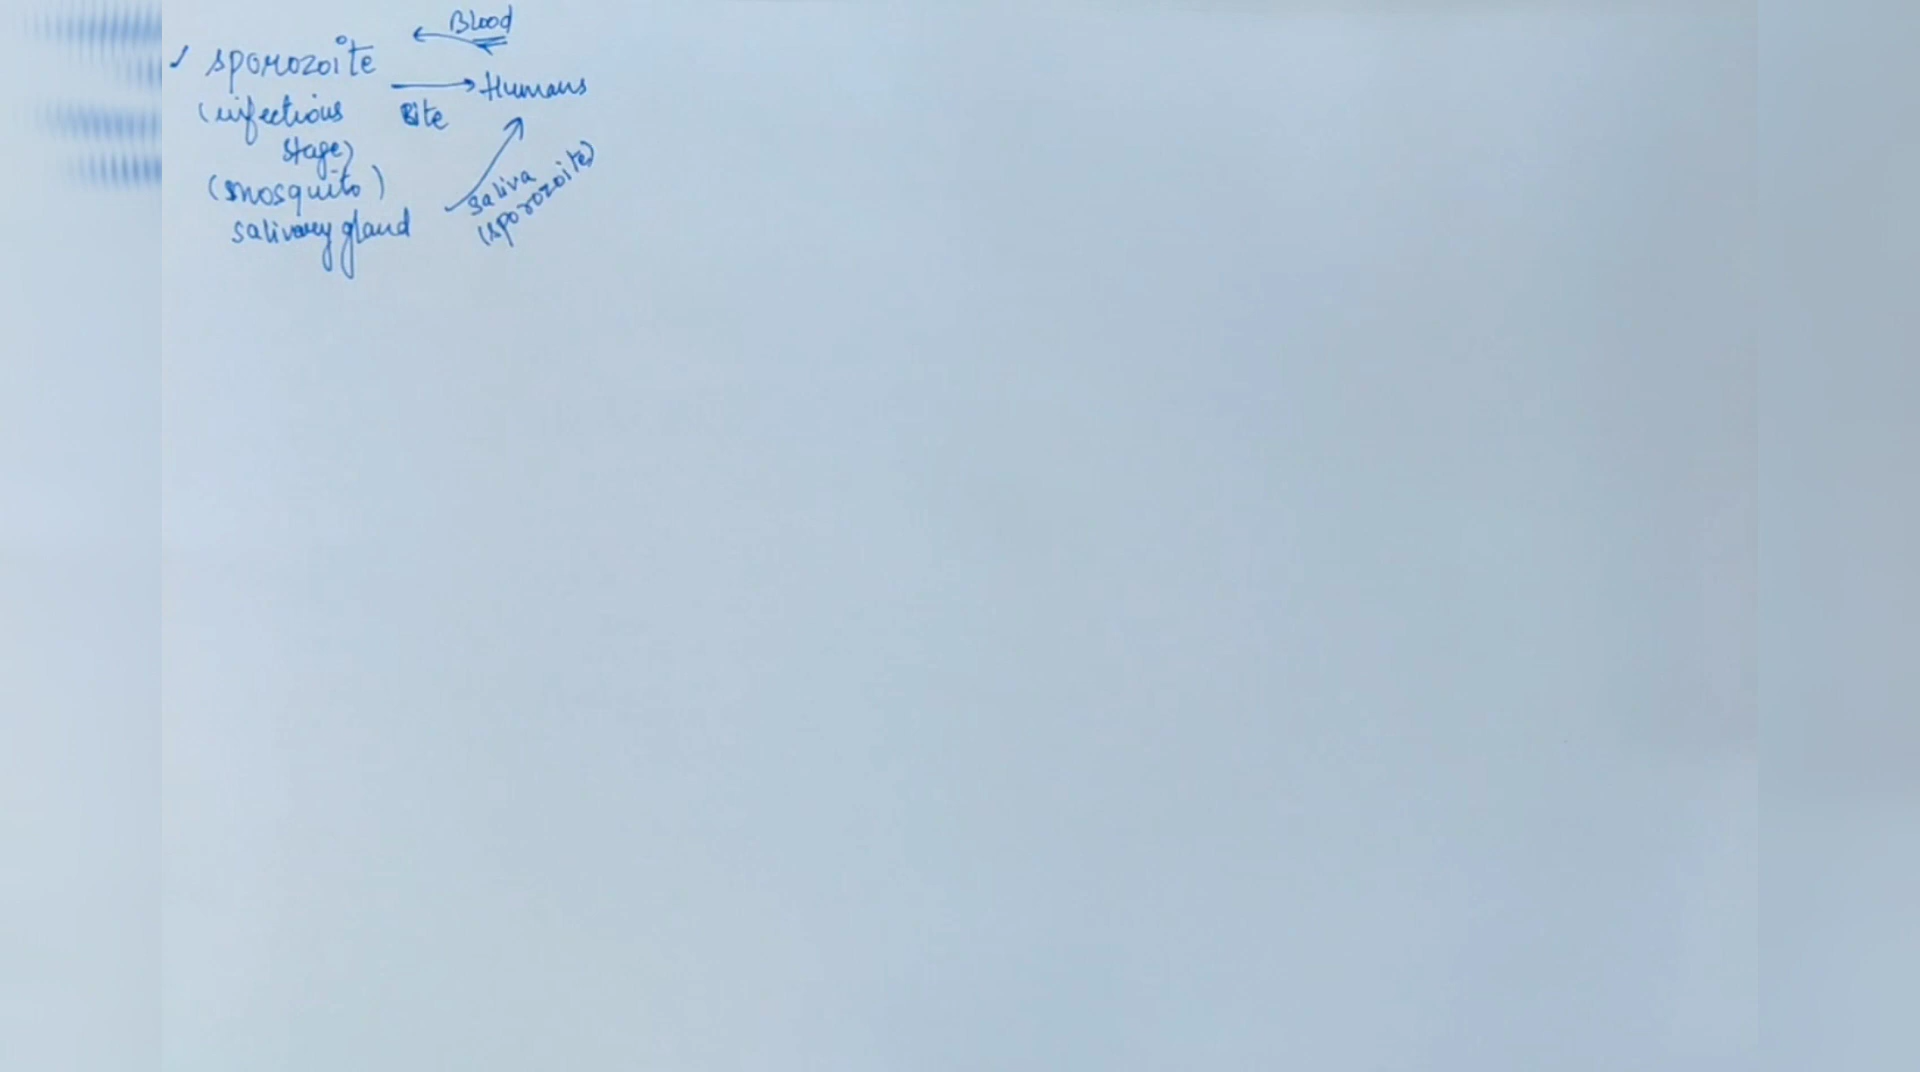 Blood
✓ sporozoite
→ Humans
(infectious
Bite
stage)
(mosquito)
saliva
(sporozoite)
salivary gland